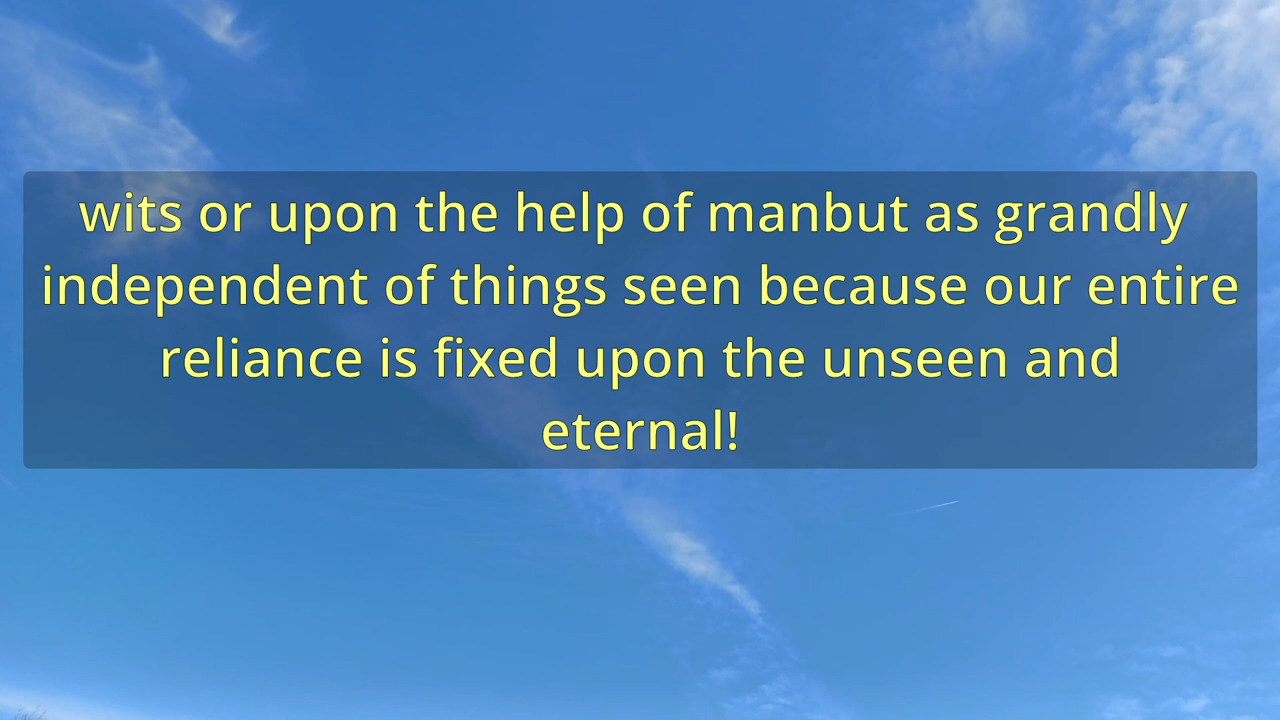 wits or upon the help of manbut as grandly
independent of things seen because our entire
reliance is fixed upon the unseen and
eternal!